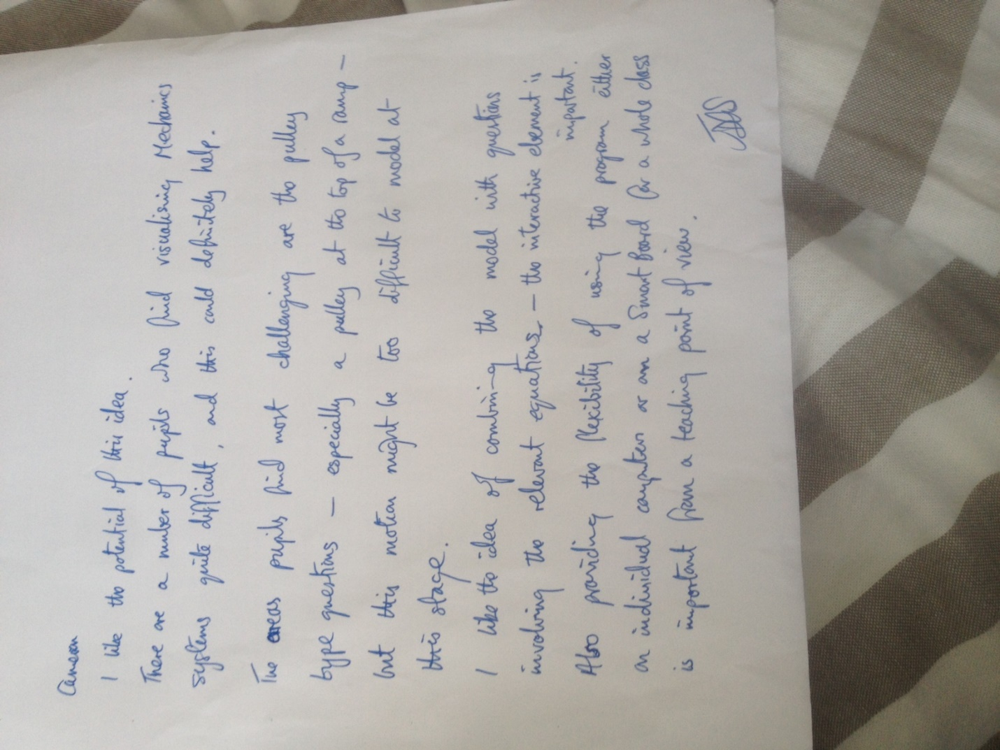 Cameron
I like the potential of this idea.
There are a number of pupils who find visualising Mechanics
systems quite difficult, and this could definitely help.
The areas pupils find most challenging are the pulley
type questions – especially a pulley at the top of a ramp –
but this motion might be too difficult to model at
this stage.
I like the idea of combining the model with questions
involving the relevant equations – the interactive element is
important.
Also providing the flexibility of using the program either
on individual computers or on a Smart Board for a whole class
is important from a teaching point of view.